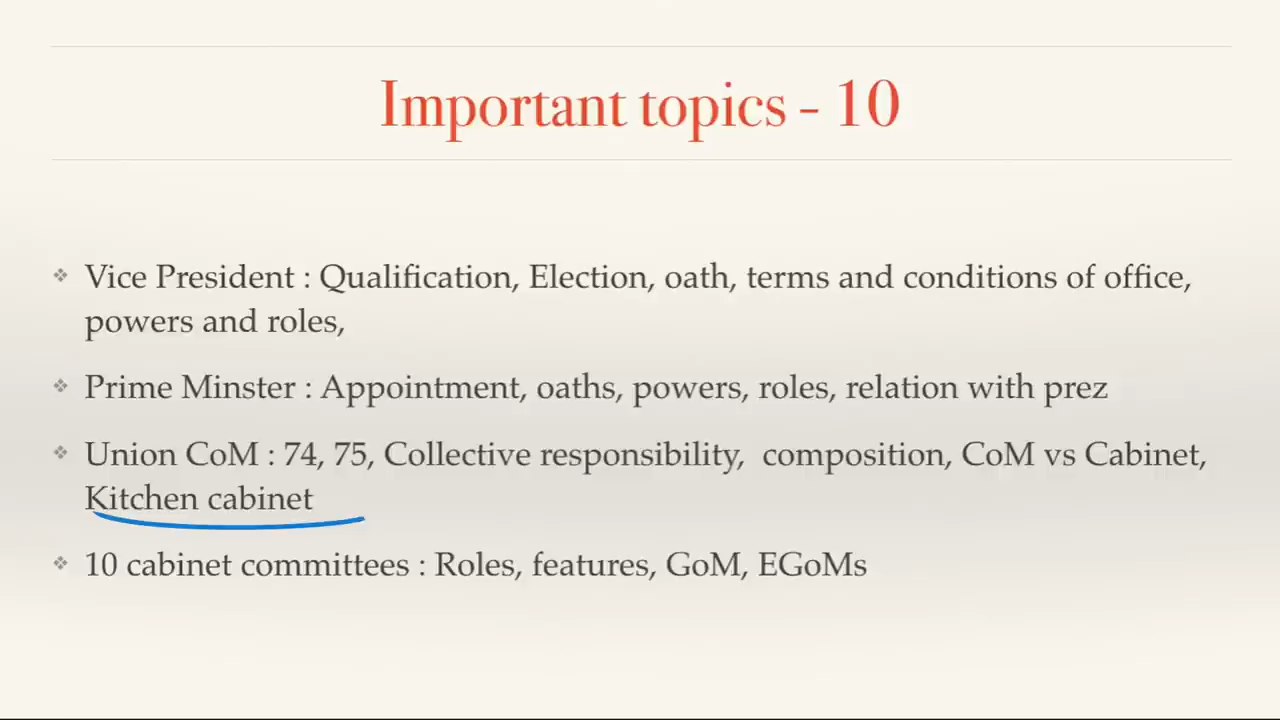 Important topics - 10
❖ Vice President : Qualification, Election, oath, terms and conditions of office,
powers and roles,
❖ Prime Minster : Appointment, oaths, powers, roles, relation with prez
❖ Union CoM : 74, 75, Collective responsibility,  composition, CoM vs Cabinet,
Kitchen cabinet
❖ 10 cabinet committees : Roles, features, GoM, EGoMs